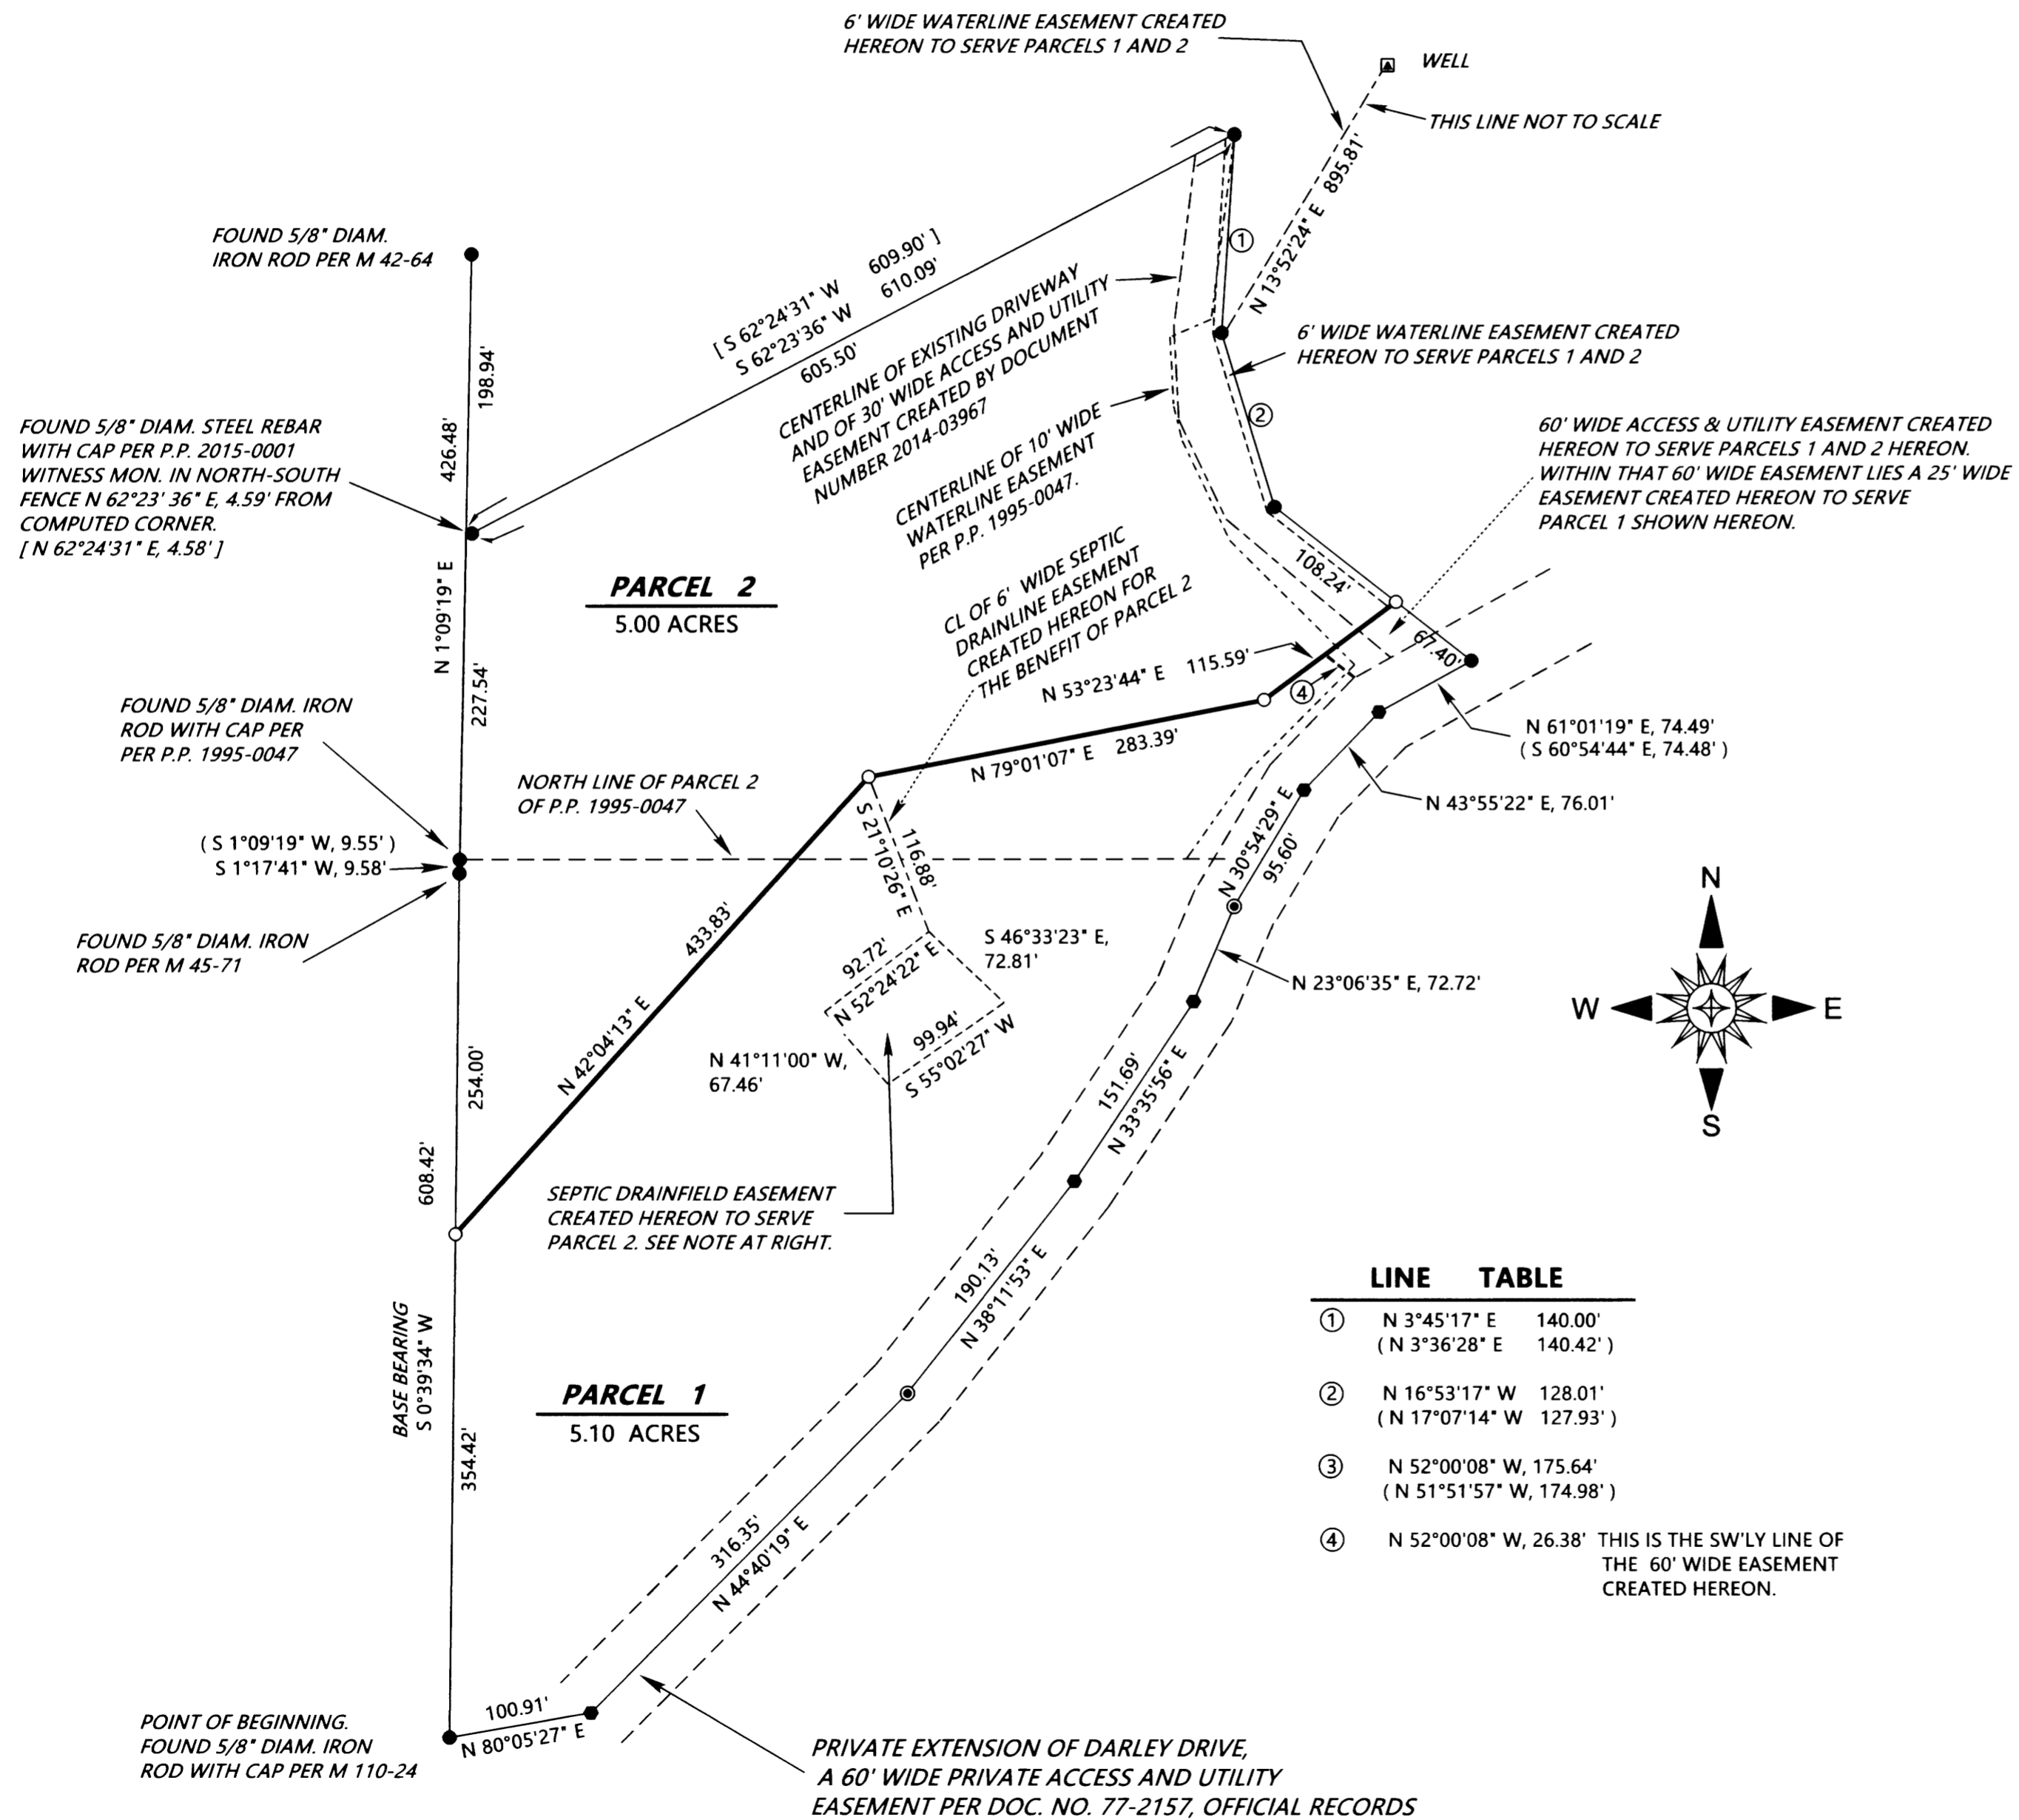 6' WIDE WATERLINE EASEMENT CREATED
HEREON TO SERVE PARCELS 1 AND 2
WELL
THIS LINE NOT TO SCALE
N 13°52'24" E 895.81'
FOUND 5/8" DIAM.
IRON ROD PER M 42-64
198.94'
426.48'
[ S 62°24'31" W 609.90' ]
S 62°23'36" W 610.09'
605.50'
①
CENTERLINE OF EXISTING DRIVEWAY
AND OF 30' WIDE ACCESS AND UTILITY
EASEMENT CREATED BY DOCUMENT
NUMBER 2014-03967
6' WIDE WATERLINE EASEMENT CREATED
HEREON TO SERVE PARCELS 1 AND 2
②
CENTERLINE OF 10' WIDE
WATERLINE EASEMENT
PER P.P. 1995-0047.
FOUND 5/8" DIAM. STEEL REBAR
WITH CAP PER P.P. 2015-0001
WITNESS MON. IN NORTH-SOUTH
FENCE N 62°23' 36" E, 4.59' FROM
COMPUTED CORNER.
[ N 62°24'31" E, 4.58' ]
60' WIDE ACCESS & UTILITY EASEMENT CREATED
HEREON TO SERVE PARCELS 1 AND 2 HEREON.
WITHIN THAT 60' WIDE EASEMENT LIES A 25' WIDE
EASEMENT CREATED HEREON TO SERVE
PARCEL 1 SHOWN HEREON.
N 1°09'19" E
227.54'
PARCEL 2
5.00 ACRES
CL OF 6' WIDE SEPTIC
DRAINLINE EASEMENT
CREATED HEREON FOR
THE BENEFIT OF PARCEL 2
108.24'
67.40'
N 53°23'44" E 115.59'
④
N 61°01'19" E, 74.49'
( S 60°54'44" E, 74.48' )
N 79°01'07" E 283.39'
N 43°55'22" E, 76.01'
FOUND 5/8" DIAM. IRON
ROD WITH CAP PER
PER P.P. 1995-0047
NORTH LINE OF PARCEL 2
OF P.P. 1995-0047
( S 1°09'19" W, 9.55' )
S 1°17'41" W, 9.58'
FOUND 5/8" DIAM. IRON
ROD PER M 45-71
S 21°10'26" E
116.88'
N 30°54'29" E
95.60'
433.83'
N 42°04'13" E
92.72'
N 52°24'22" E
S 46°33'23" E,
72.81'
N 23°06'35" E, 72.72'
N
W
E
S
99.94'
S 55°02'27" W
N 41°11'00" W,
67.46'
254.00'
608.42'
151.69'
N 33°35'56" E
SEPTIC DRAINFIELD EASEMENT
CREATED HEREON TO SERVE
PARCEL 2. SEE NOTE AT RIGHT.
190.13'
N 38°11'53" E
BASE BEARING
S 0°39'34" W
354.42'
PARCEL 1
5.10 ACRES
LINE TABLE
① N 3°45'17" E 140.00'
( N 3°36'28" E 140.42' )
② N 16°53'17" W 128.01'
( N 17°07'14" W 127.93' )
③ N 52°00'08" W, 175.64'
( N 51°51'57" W, 174.98' )
④ N 52°00'08" W, 26.38' THIS IS THE SW'LY LINE OF
THE 60' WIDE EASEMENT
CREATED HEREON.
316.35'
N 44°40'19" E
100.91'
N 80°05'27" E
POINT OF BEGINNING.
FOUND 5/8" DIAM. IRON
ROD WITH CAP PER M 110-24
PRIVATE EXTENSION OF DARLEY DRIVE,
A 60' WIDE PRIVATE ACCESS AND UTILITY
EASEMENT PER DOC. NO. 77-2157, OFFICIAL RECORDS